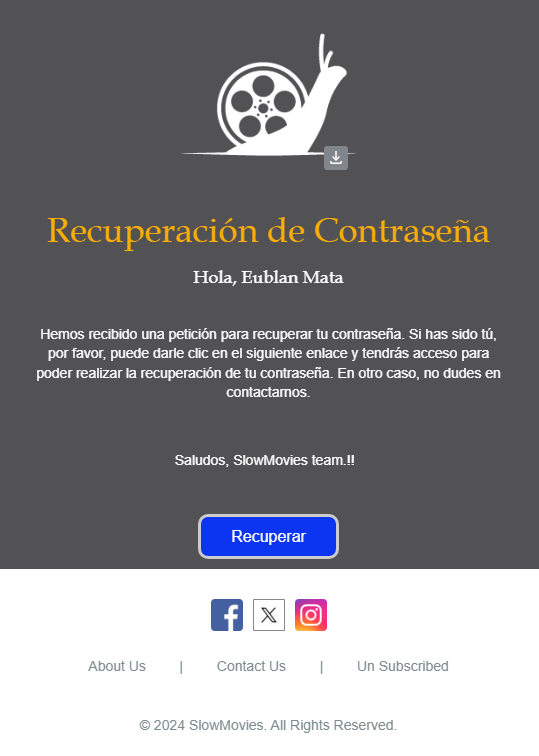 Recuperación de Contraseña
Hola, Eublan Mata
Hemos recibido una petición para recuperar tu contraseña. Si has sido tú,
por favor, puede darle clic en el siguiente enlace y tendrás acceso para
poder realizar la recuperación de tu contraseña. En otro caso, no dudes en
contactarnos.
Saludos, SlowMovies team.!!
Recuperar
About Us | Contact Us | Un Subscribed
© 2024 SlowMovies. All Rights Reserved.